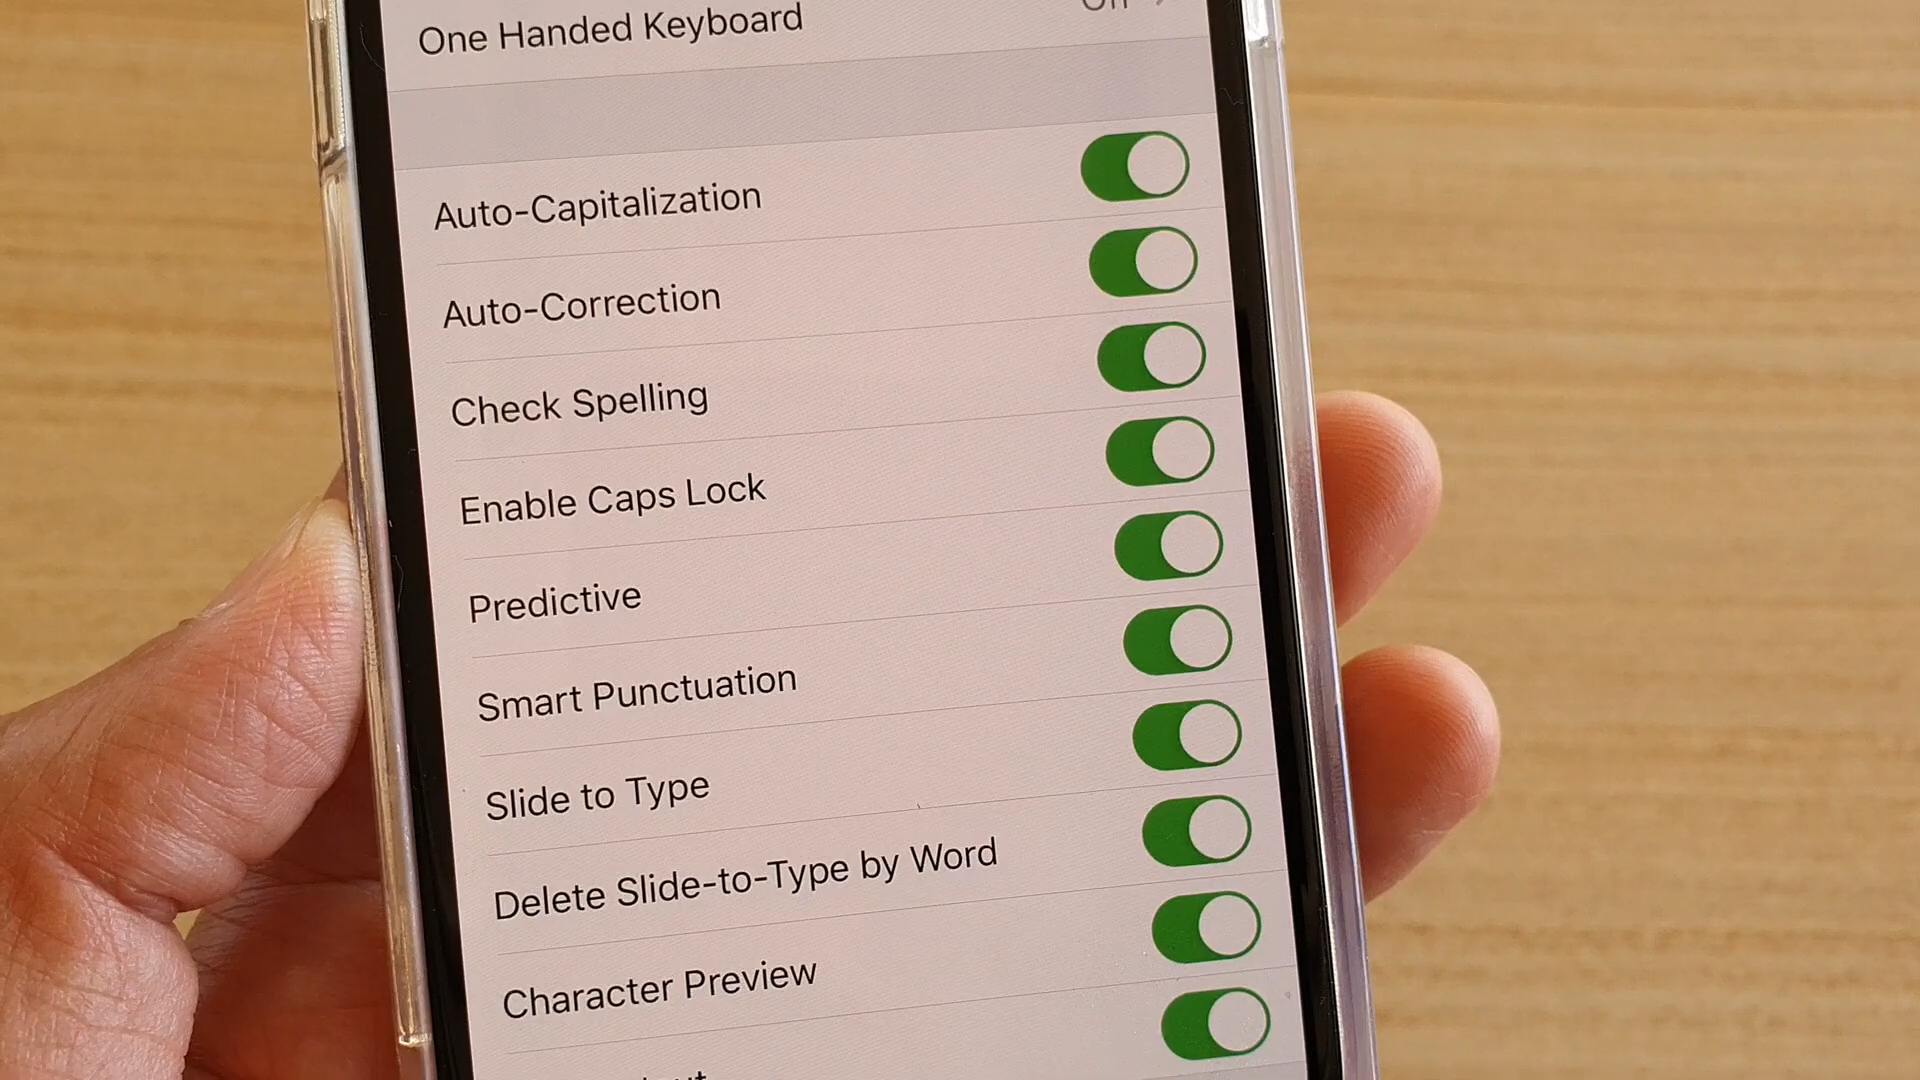 One Handed Keyboard
Off
Auto-Capitalization
Auto-Correction
Check Spelling
Enable Caps Lock
Predictive
Smart Punctuation
Slide to Type
Delete Slide-to-Type by Word
Character Preview